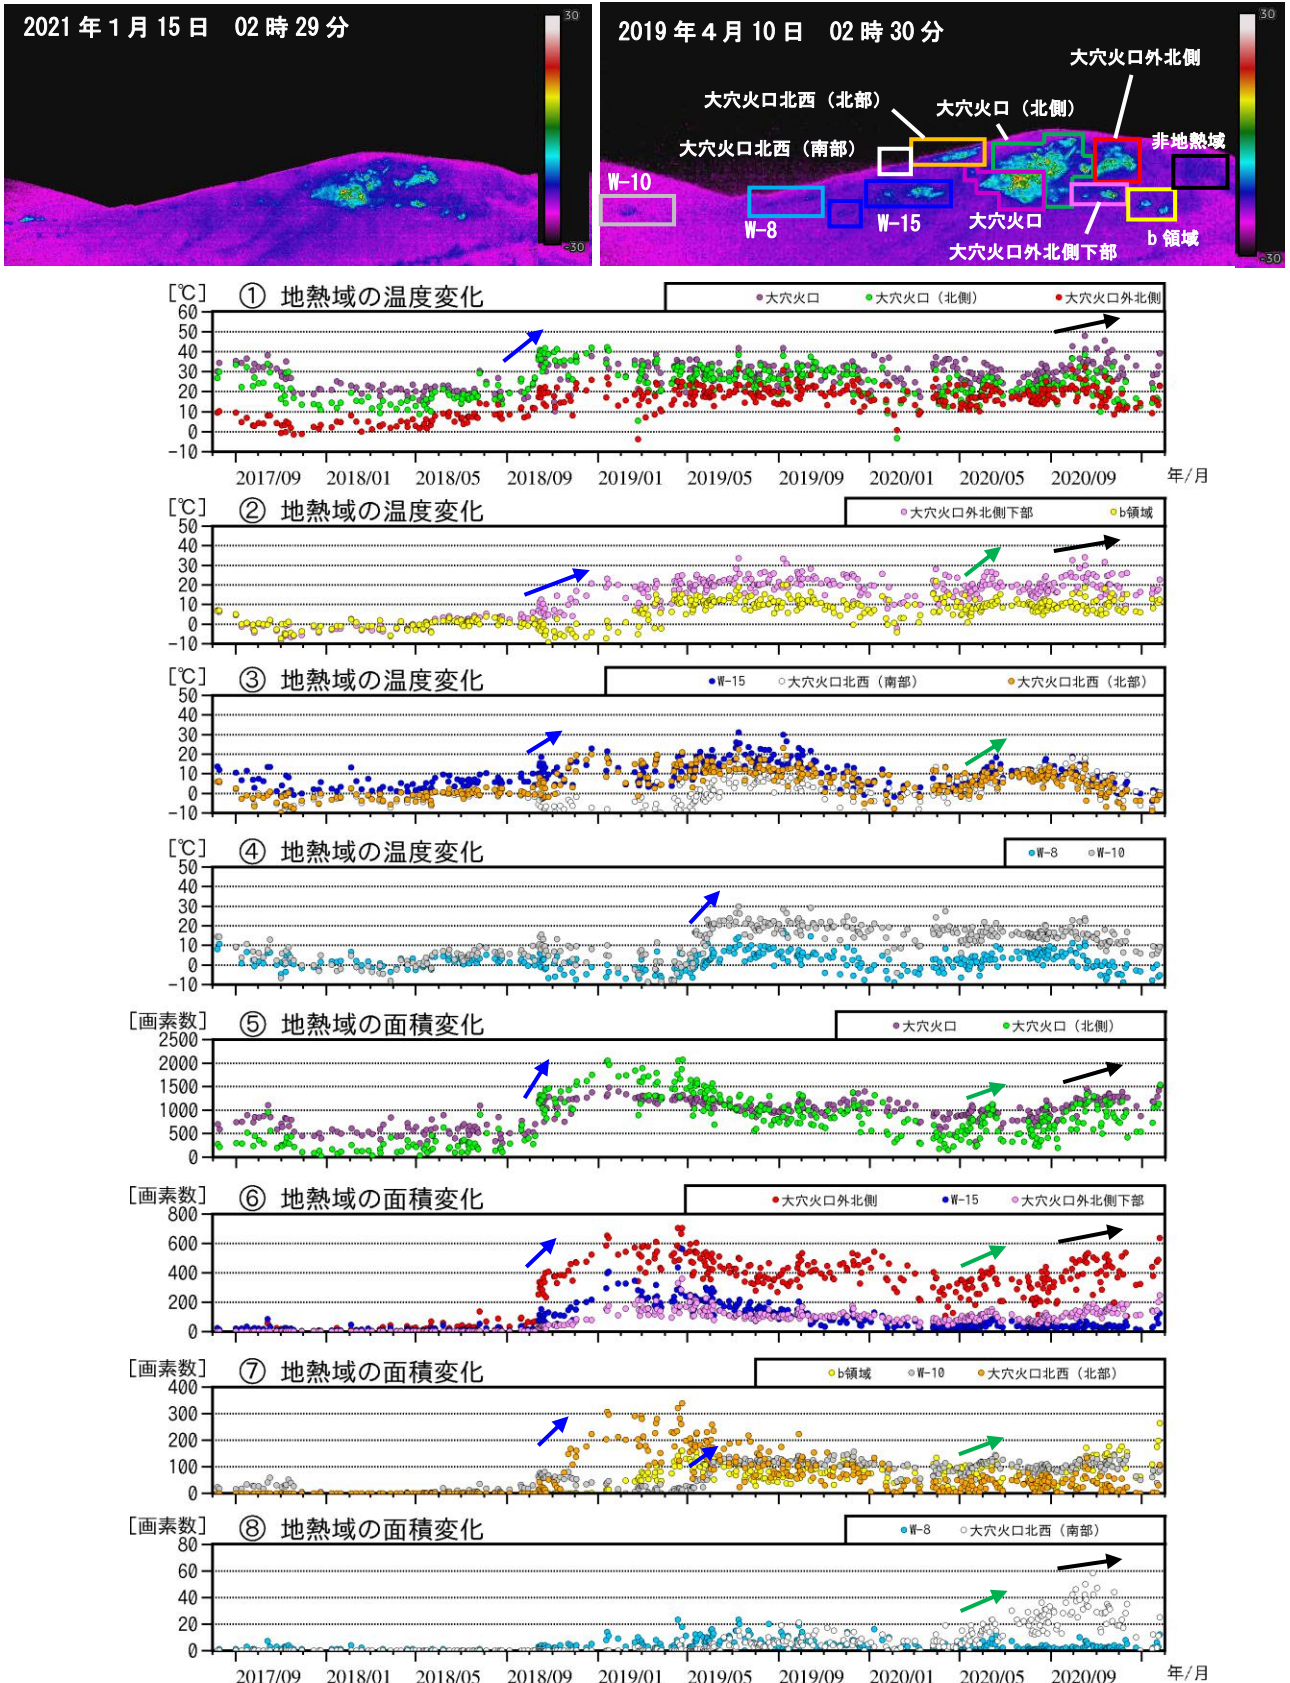 2021年1月15日　02時29分
30
-30
2019年4月10日　02時30分
30
大穴火口外北側
大穴火口北西（北部）
大穴火口（北側）
大穴火口北西（南部）
非地熱域
W-10
W-8
W-15
大穴火口
b領域
大穴火口外北側下部
-30
[℃]　① 地熱域の温度変化
大穴火口　大穴火口（北側）　大穴火口外北側
60
50
40
30
20
10
0
-10
2017/09　2018/01　2018/05　2018/09　2019/01　2019/05　2019/09　2020/01　2020/05　2020/09　年/月
[℃]　② 地熱域の温度変化
大穴火口外北側下部　b領域
50
40
30
20
10
0
-10
[℃]　③ 地熱域の温度変化
W-15　大穴火口北西（南部）　大穴火口北西（北部）
50
40
30
20
10
0
-10
[℃]　④ 地熱域の温度変化
W-8　W-10
50
40
30
20
10
0
-10
[画素数]　⑤ 地熱域の面積変化
大穴火口　大穴火口（北側）
2500
2000
1500
1000
500
0
[画素数]　⑥ 地熱域の面積変化
大穴火口外北側　W-15　大穴火口外北側下部
800
600
400
200
0
[画素数]　⑦ 地熱域の面積変化
b領域　W-10　大穴火口北西（北部）
400
300
200
100
0
[画素数]　⑧ 地熱域の面積変化
W-8　大穴火口北西（南部）
80
60
40
20
0
2017/09　2018/01　2018/05　2018/09　2019/01　2019/05　2019/09　2020/01　2020/05　2020/09　年/月